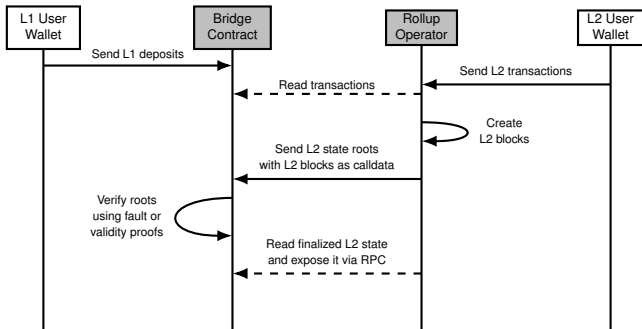 L1 User
Wallet
Bridge
Contract
Rollup
Operator
L2 User
Wallet
Send L1 deposits
Send L2 transactions
Read transactions
Create
L2 blocks
Send L2 state roots
with L2 blocks as calldata
Verify roots
using fault or
validity proofs
Read finalized L2 state
and expose it via RPC